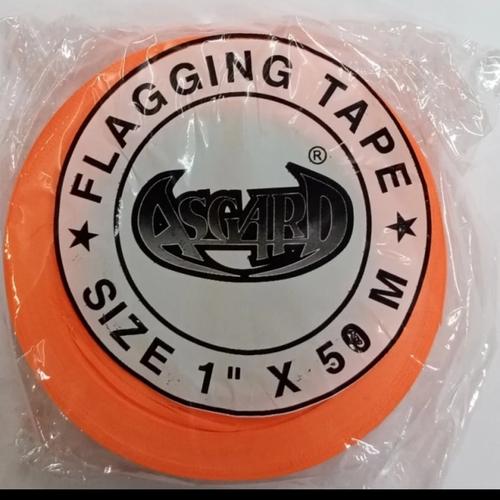 FLAGGING TAPE
ASGARD ®
★ SIZE 1" X 50 M ★